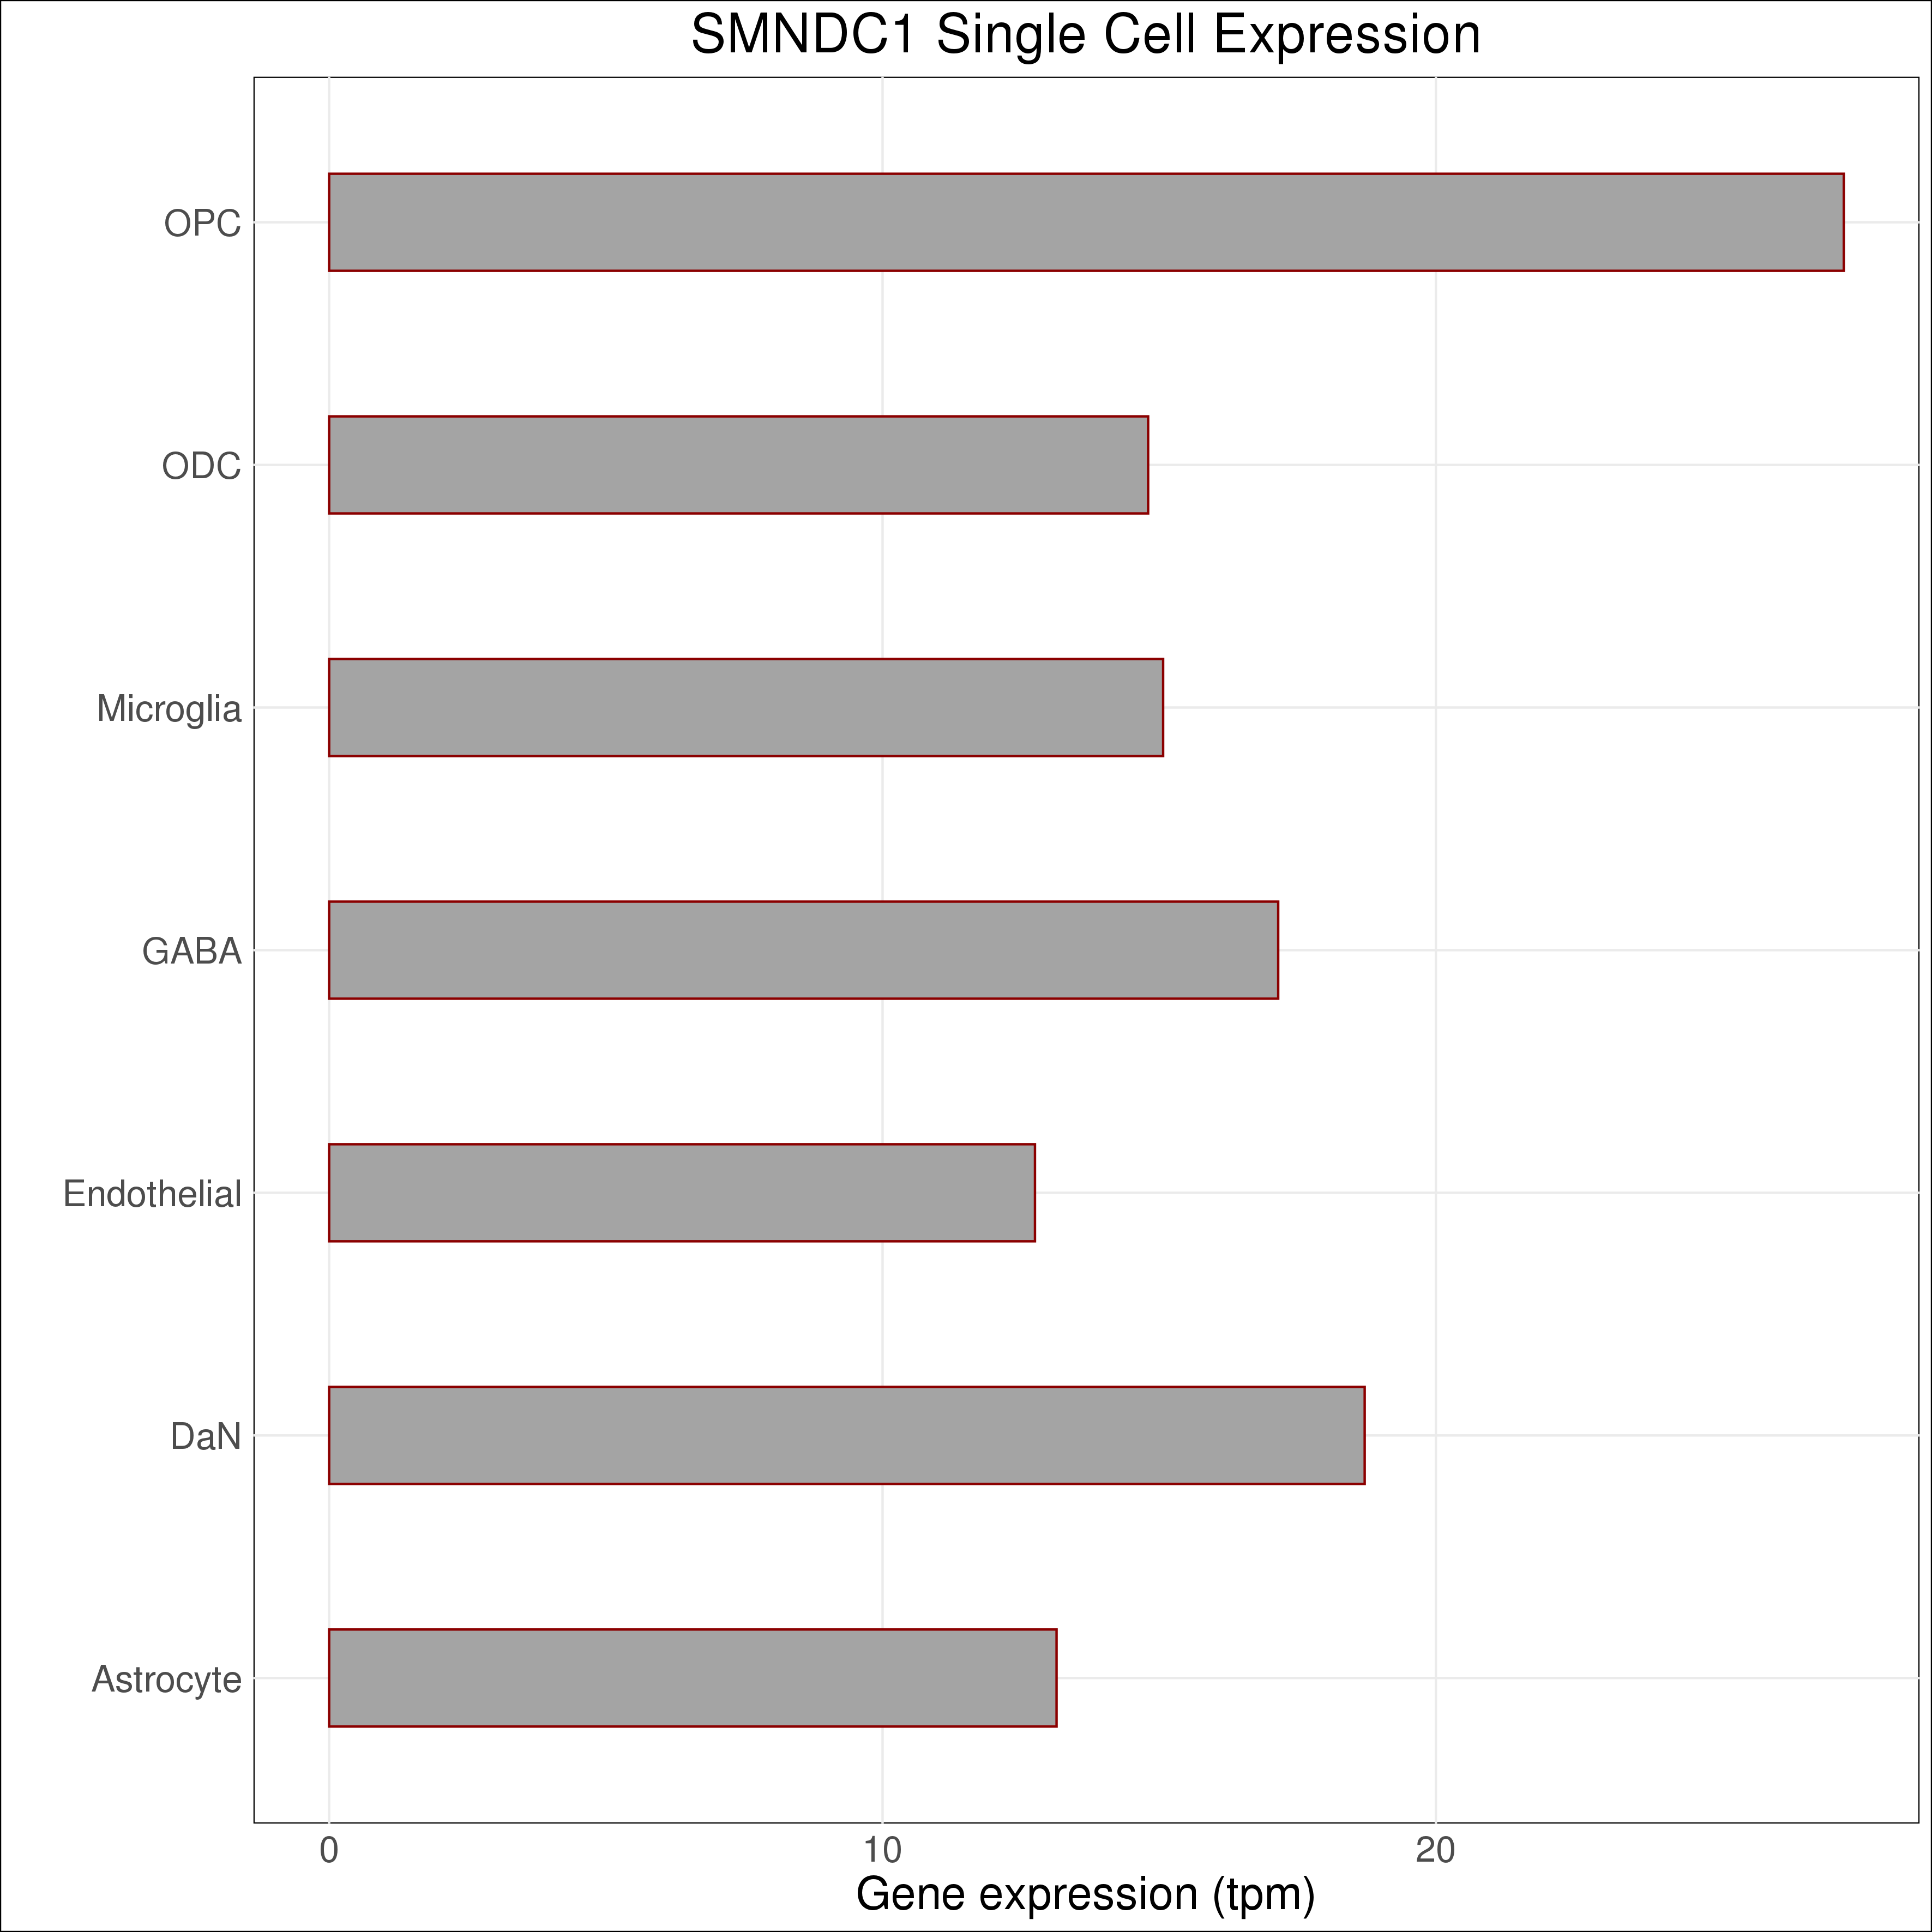 SMNDC1 Single Cell Expression
OPC
ODC
Microglia
GABA
Endothelial
DaN
Astrocyte
0 10 20
Gene expression (tpm)